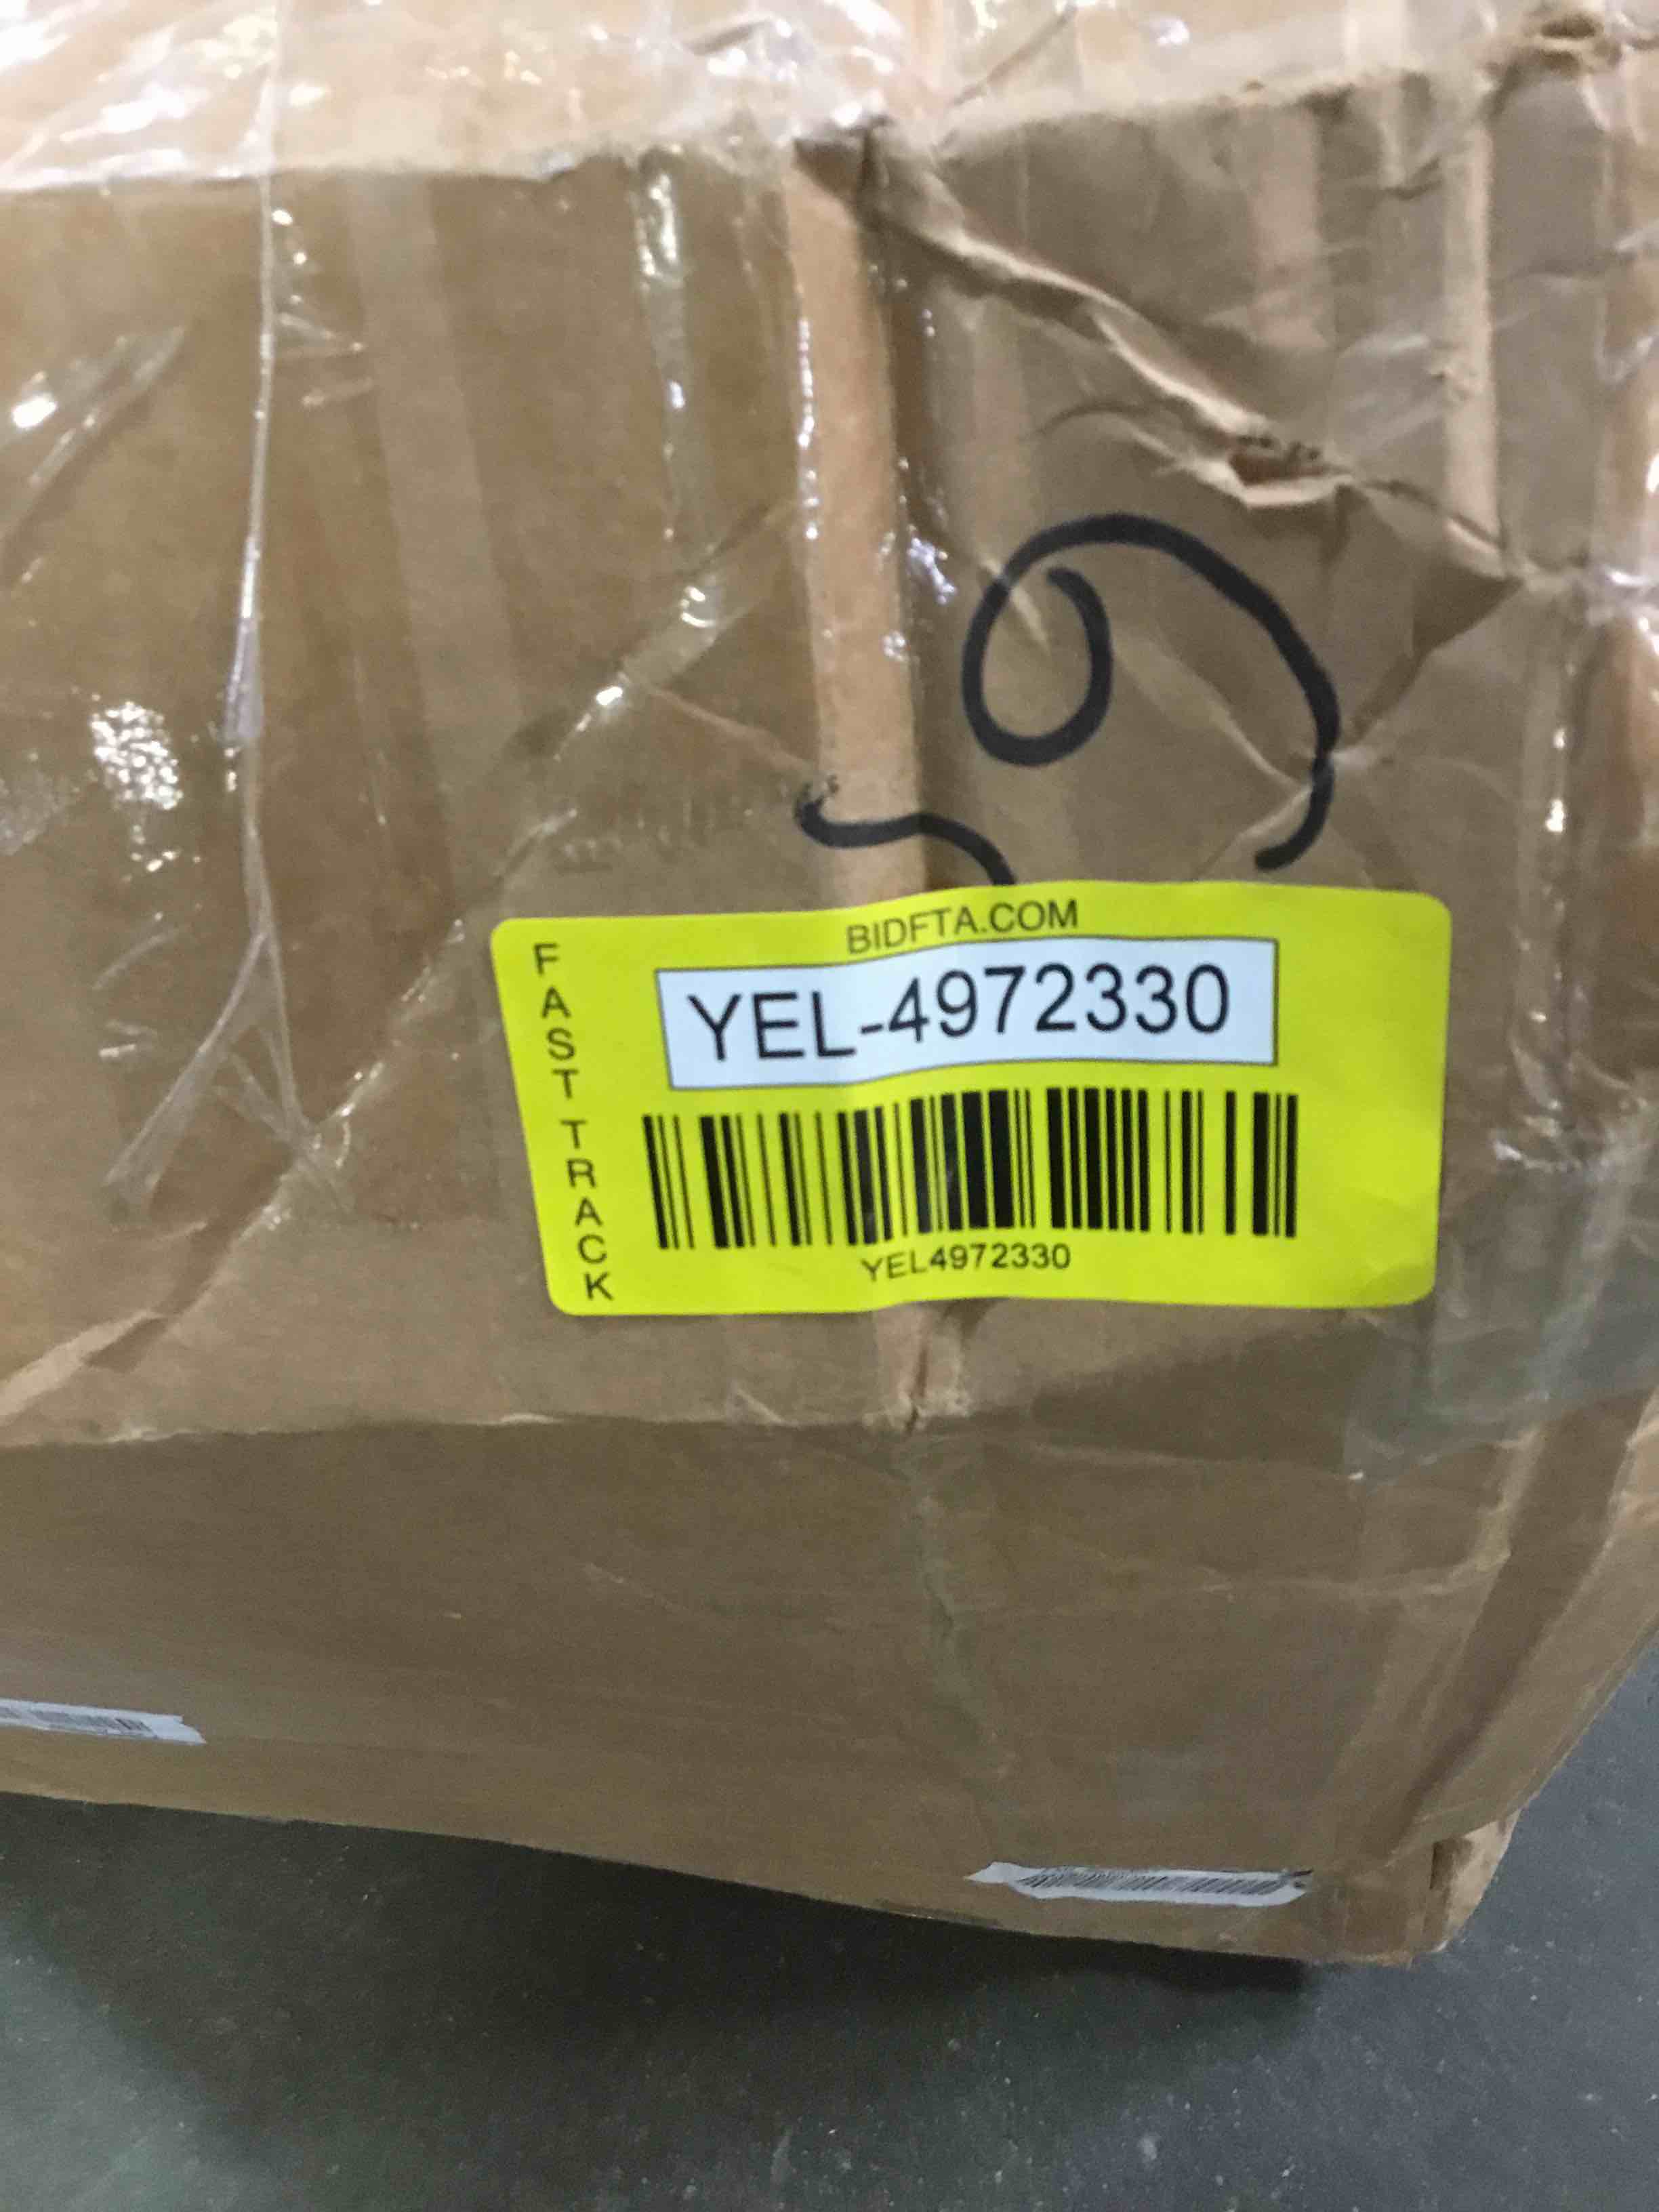 BIDFTA.COM
FAST TRACK
YEL-4972330
YEL4972330